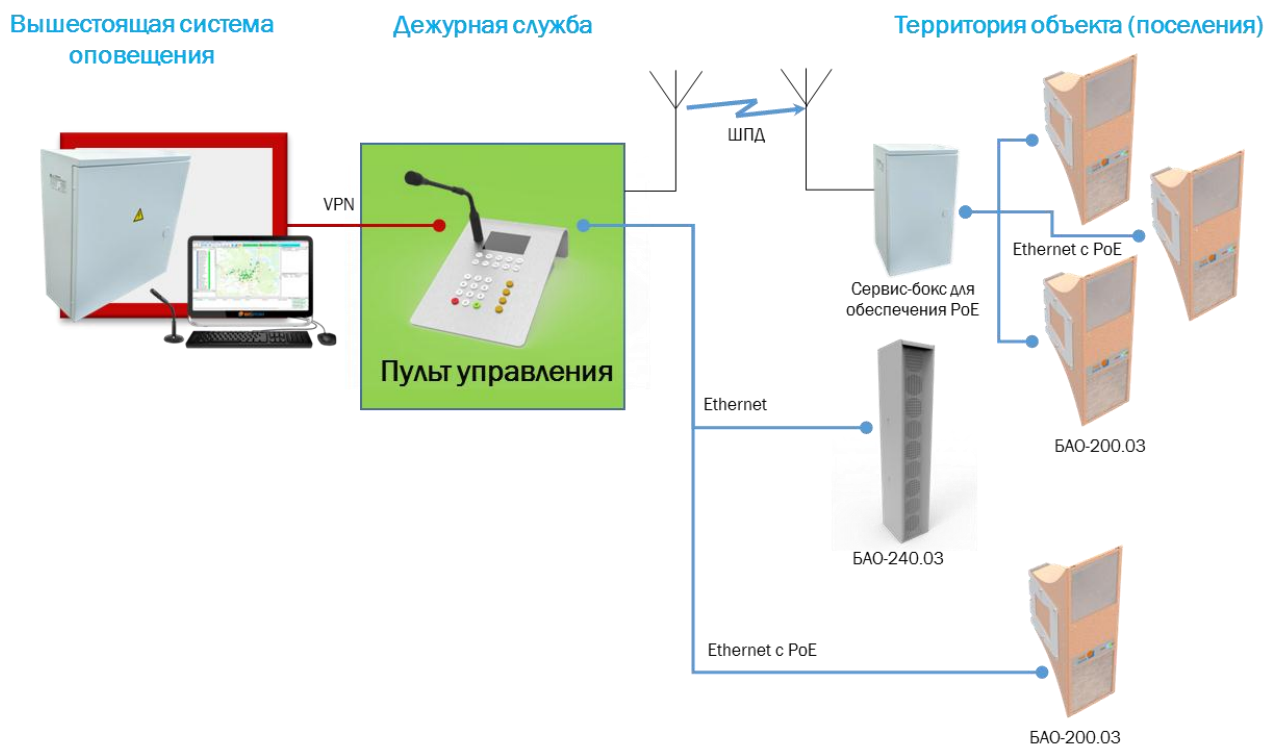 Вышестоящая система
оповещения
Дежурная служба
Территория объекта (поселения)
ШПД
VPN
Пульт управления
Сервис-бокс для
обеспечения PoE
Ethernet с PoE
БАО-200.03
Ethernet
БАО-240.03
Ethernet с PoE
БАО-200.03